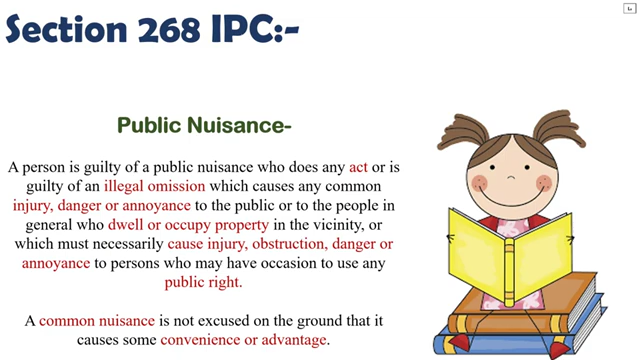 Section 268 IPC:-
Public Nuisance-
A person is guilty of a public nuisance who does any act or is
guilty of an illegal omission which causes any common
injury, danger or annoyance to the public or to the people in
general who dwell or occupy property in the vicinity, or
which must necessarily cause injury, obstruction, danger or
annoyance to persons who may have occasion to use any
public right.
A common nuisance is not excused on the ground that it
causes some convenience or advantage.